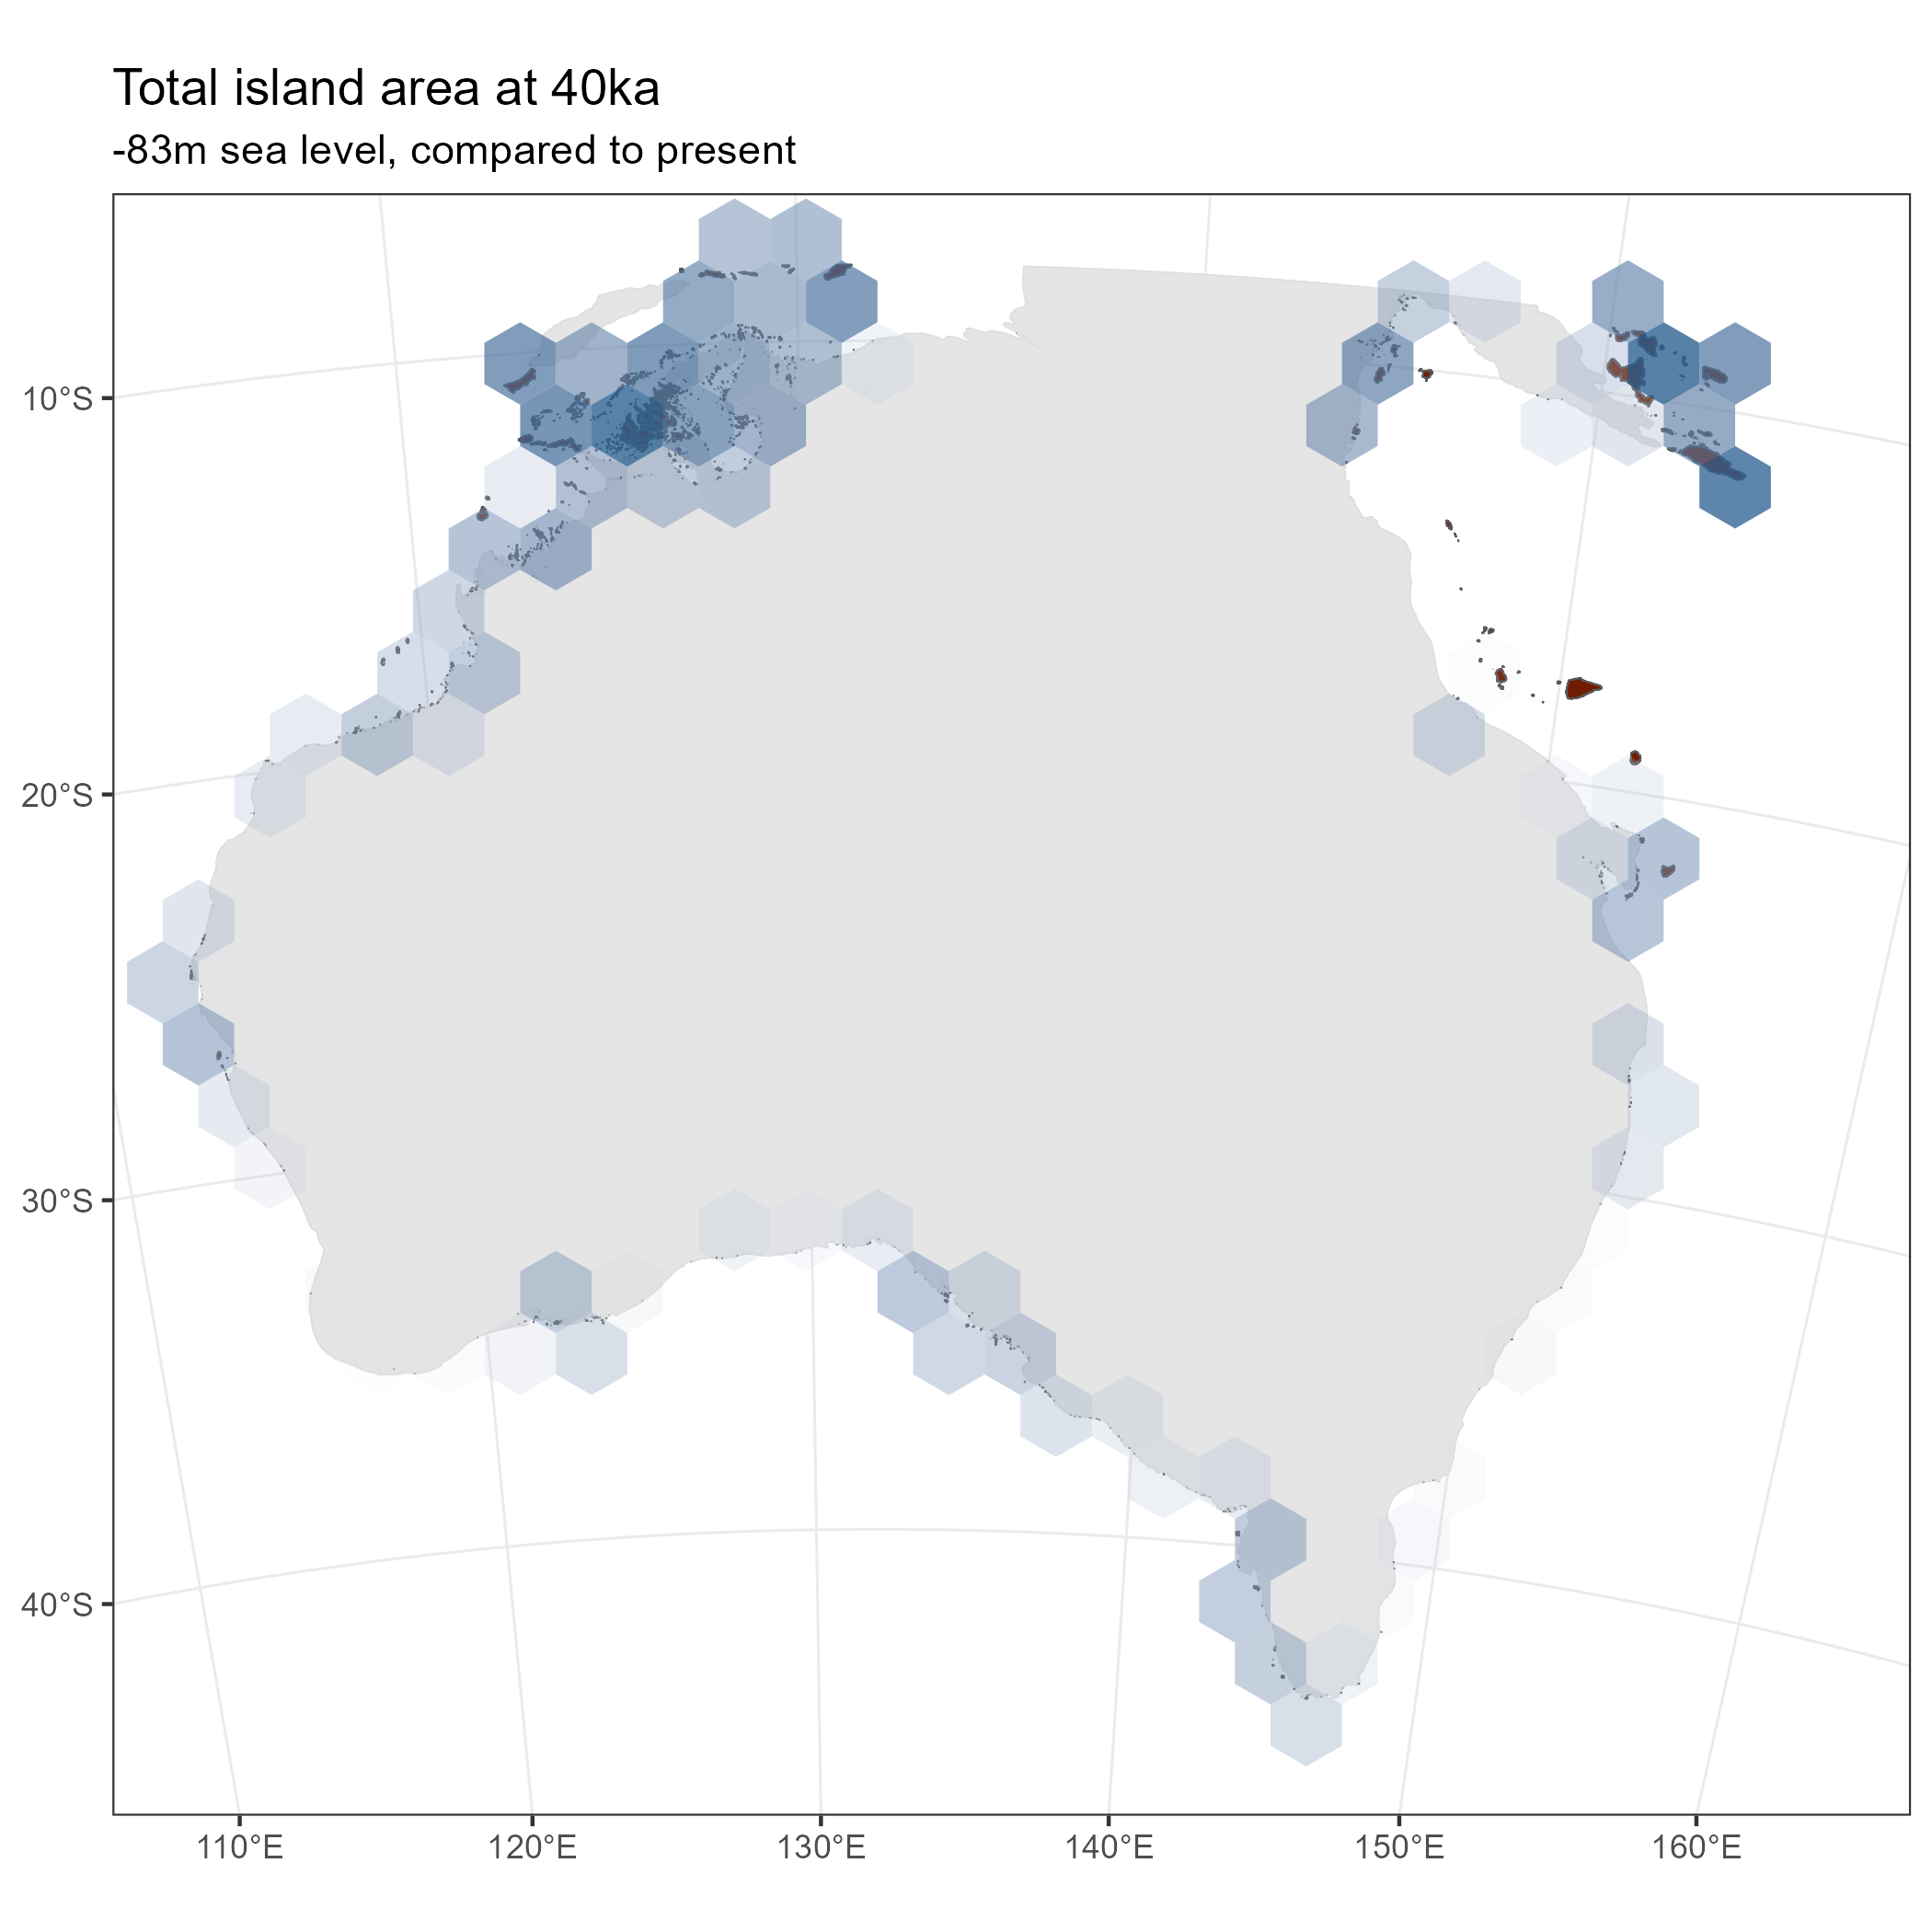 Total island area at 40ka
-83m sea level, compared to present
10°S
20°S
30°S
40°S
110°E 120°E 130°E 140°E 150°E 160°E